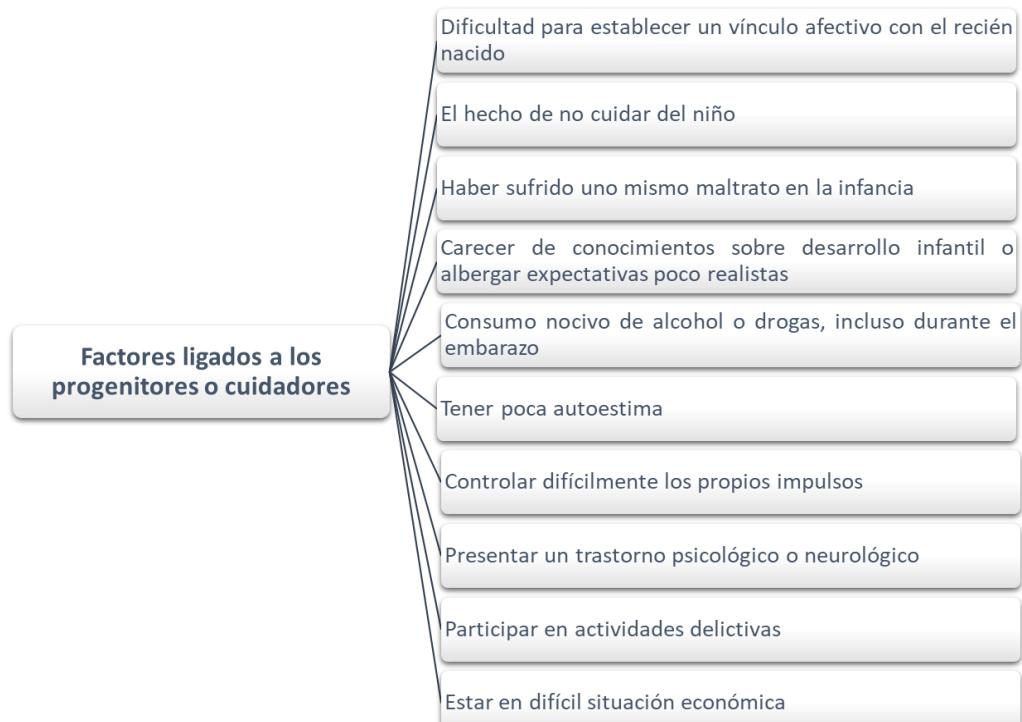 Dificultad para establecer un vínculo afectivo con el recién
nacido
El hecho de no cuidar del niño
Haber sufrido uno mismo maltrato en la infancia
Carecer de conocimientos sobre desarrollo infantil o
albergar expectativas poco realistas
Factores ligados a los
progenitores o cuidadores
Consumo nocivo de alcohol o drogas, incluso durante el
embarazo
Tener poca autoestima
Controlar difícilmente los propios impulsos
Presentar un trastorno psicológico o neurológico
Participar en actividades delictivas
Estar en difícil situación económica